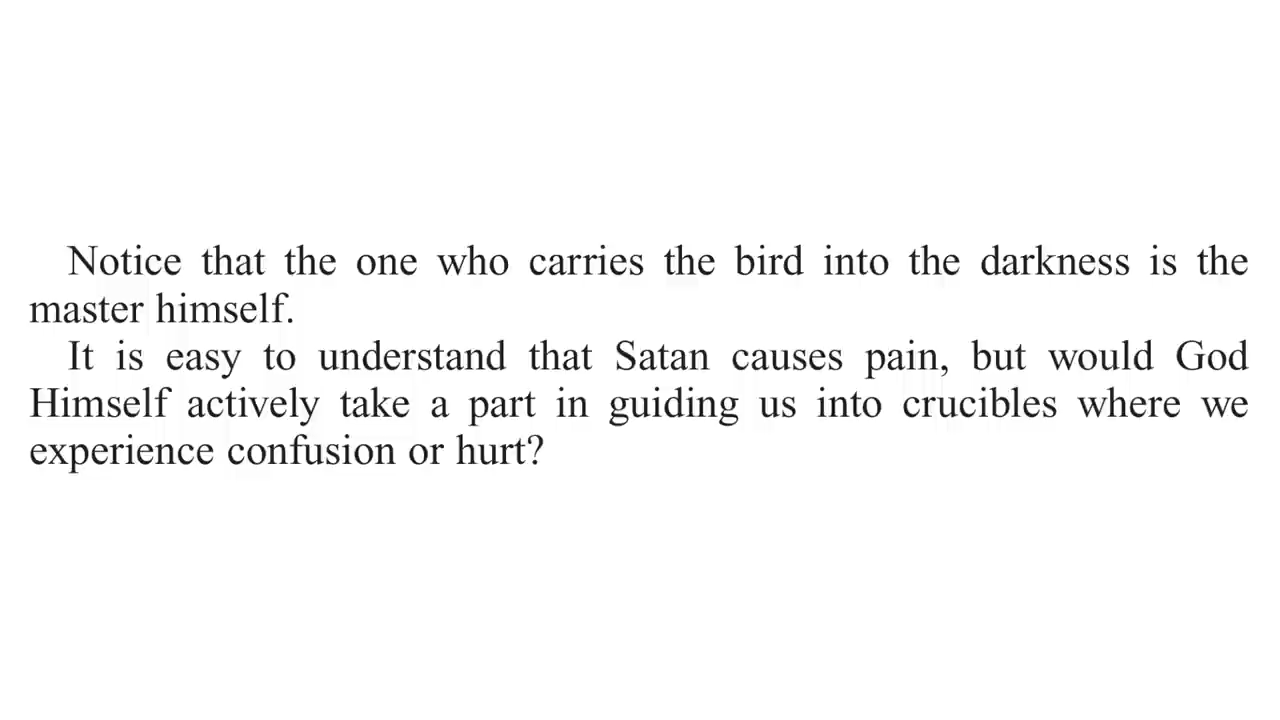 Notice that the one who carries the bird into the darkness is the
master himself.
It is easy to understand that Satan causes pain, but would God
Himself actively take a part in guiding us into crucibles where we
experience confusion or hurt?